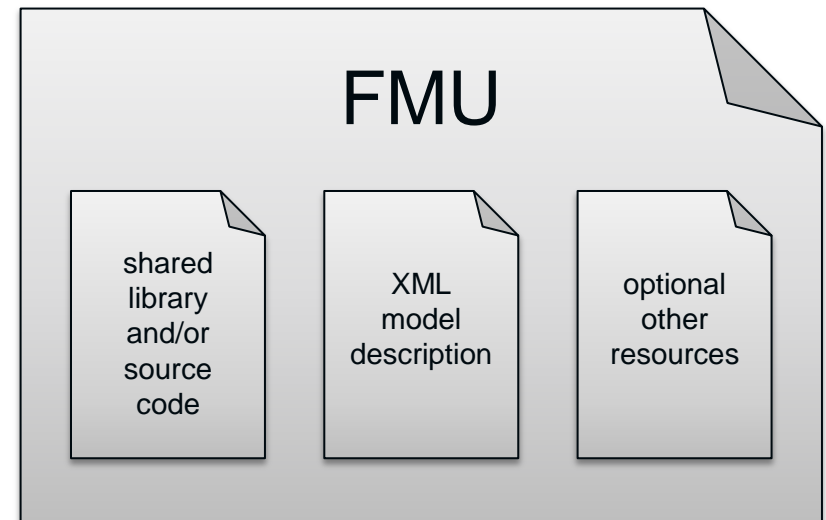 FMU
shared
library
and/or
source
code
XML
model
description
optional
other
resources